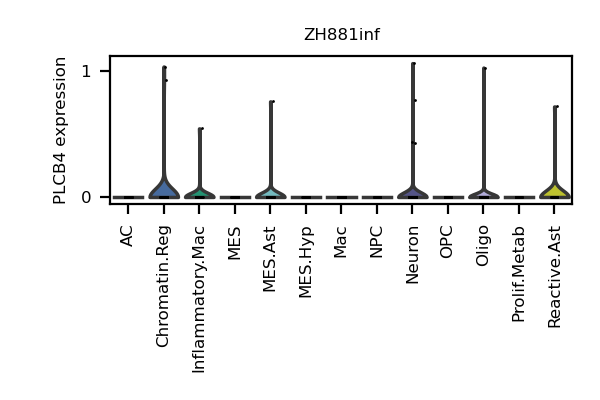 ZH881inf
PLCB4 expression
1
0
AC
Chromatin.Reg
Inflammatory.Mac
MES
MES.Ast
MES.Hyp
Mac
NPC
Neuron
OPC
Oligo
Prolif.Metab
Reactive.Ast